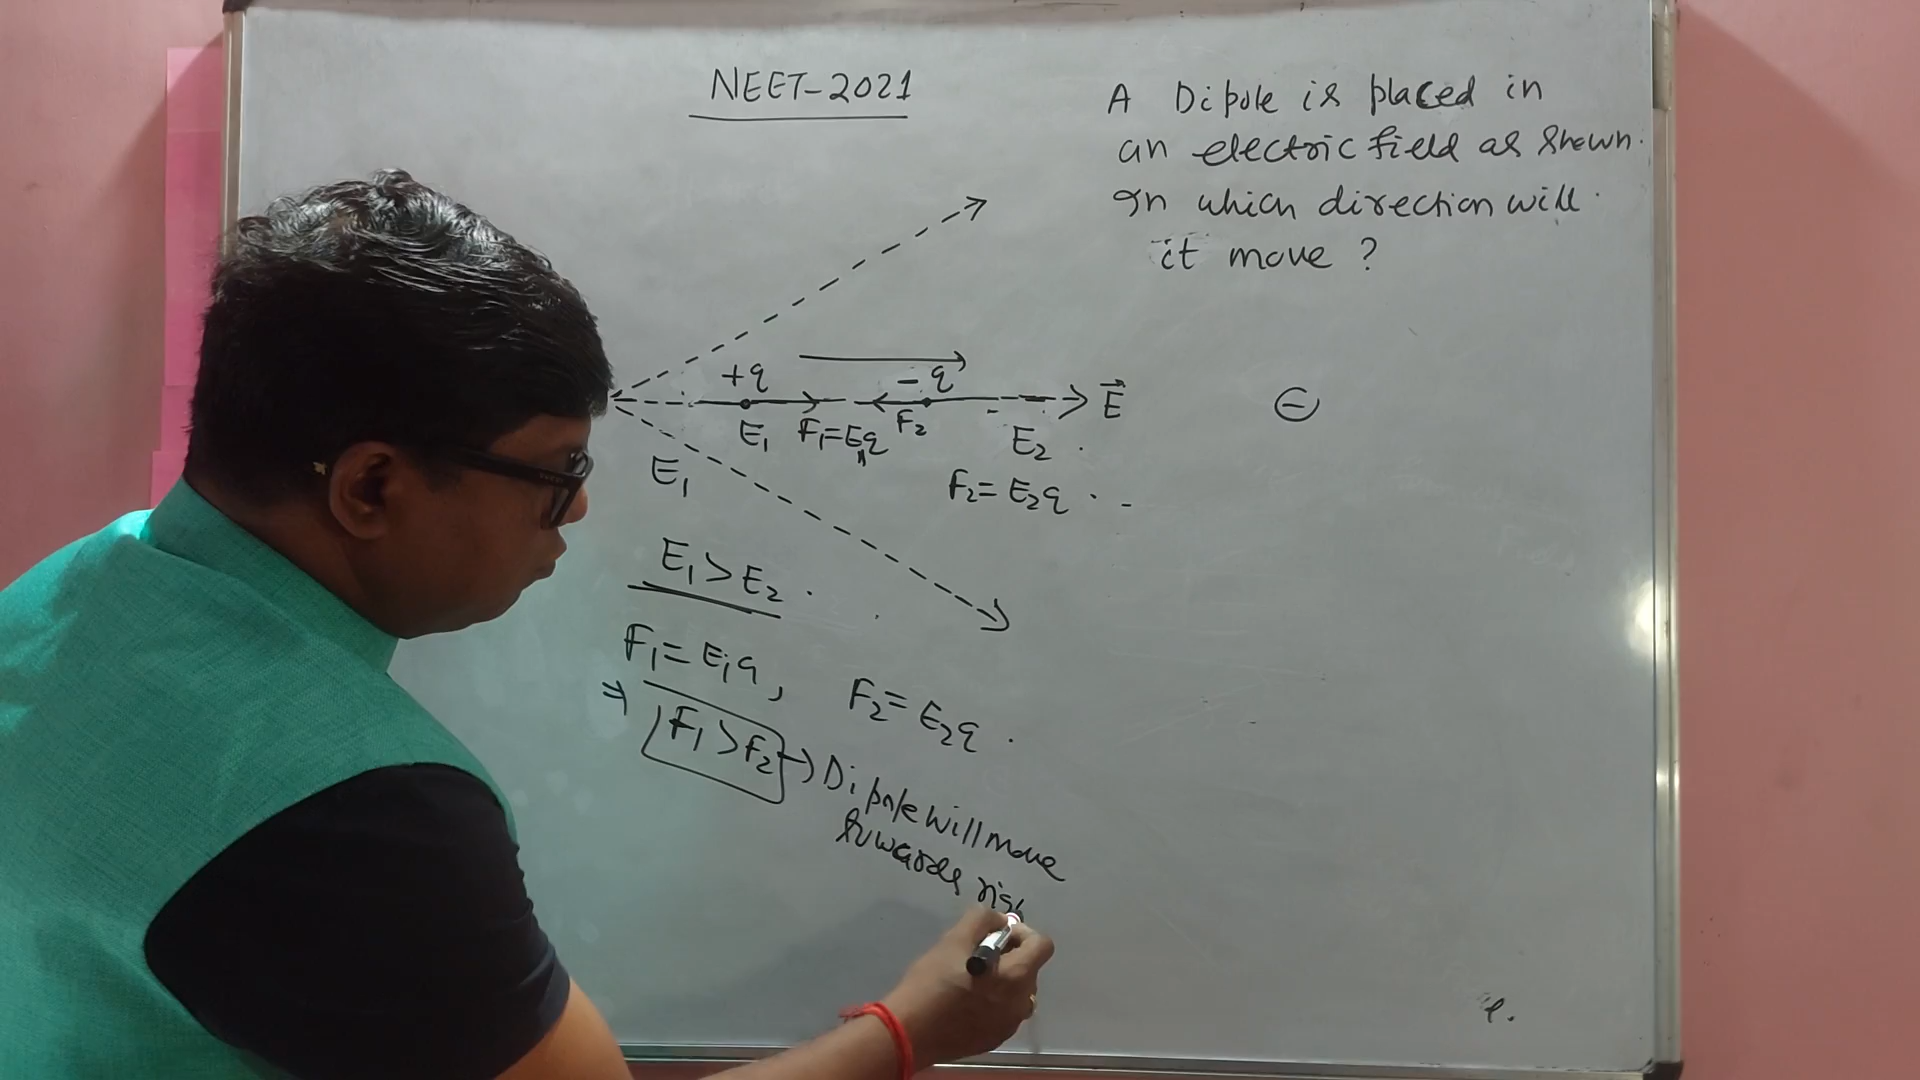 NEET-2021
A Dipole is placed in
an electric field as shown.
In which direction will
it move ?
+q
-q
E⃗
E₁
F₁=Eq
F₂
E₂
E₁
F₂= E₂q
E₁>E₂
F₁= E₁q,
F₂= E₂q
⇒ F₁>F₂ → Dipole will move
towards